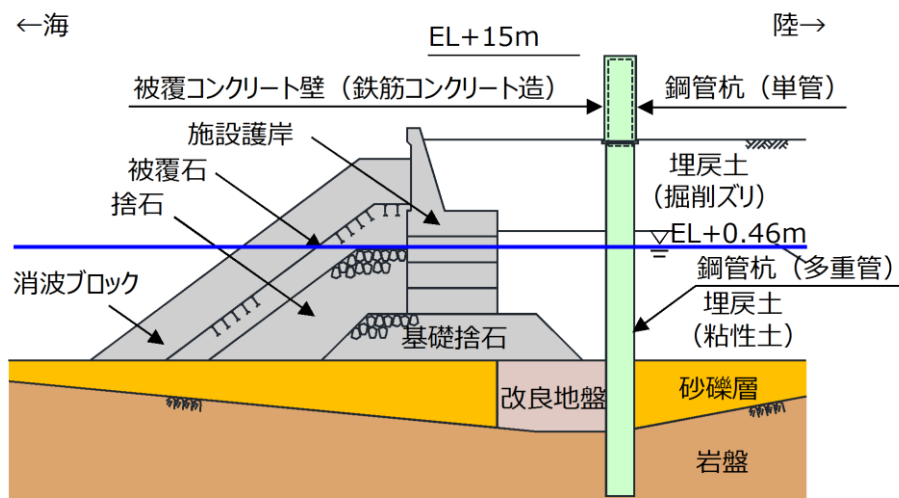 ←海
陸→
EL+15m
被覆コンクリート壁（鉄筋コンクリート造）
鋼管杭（単管）
施設護岸
被覆石
捨石
埋戻土
（掘削ズリ）
EL+0.46m
消波ブロック
鋼管杭（多重管）
埋戻土
（粘性土）
基礎捨石
改良地盤
砂礫層
岩盤